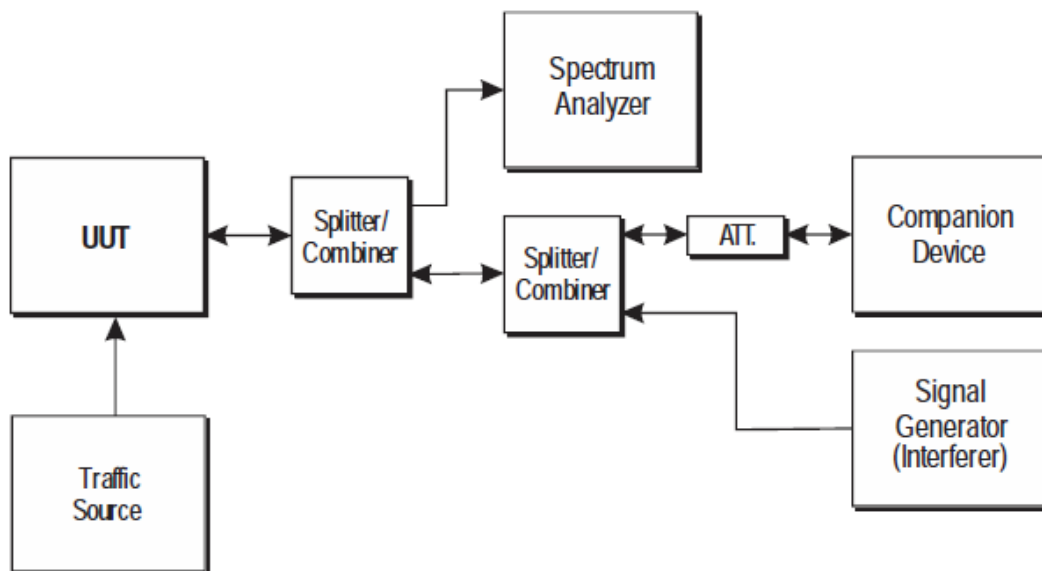 Spectrum
Analyzer
UUT
Splitter/
Combiner
Splitter/
Combiner
ATT.
Companion
Device
Traffic
Source
Signal
Generator
(Interferer)